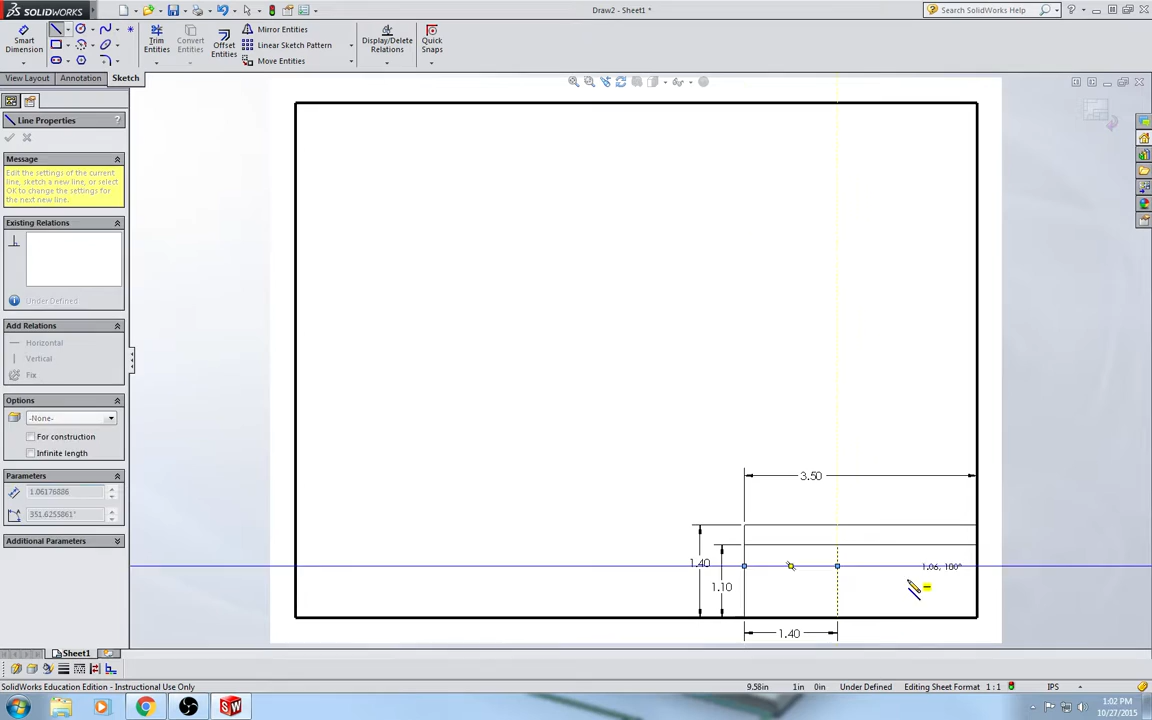 SOLIDWORKS
Draw2 - Sheet1 *
Search SolidWorks Help
Smart Dimension
Trim Entities
Convert Entities
Offset Entities
Mirror Entities
Linear Sketch Pattern
Move Entities
Display/Delete Relations
Quick Snaps
View Layout
Annotation
Sketch
Line Properties
?
Message
Edit the settings of the current
line, sketch a new line, or select
OK to change the settings for
the next new line.
Existing Relations
Under Defined
Add Relations
Horizontal
Vertical
Fix
Options
-None-
For construction
Infinite length
Parameters
1.06176886
351.6255861°
Additional Parameters
3.50
1.40
1.10
1.06, 100°
1.40
Sheet1
SolidWorks Education Edition - Instructional Use Only
9.58in
1in
0in
Under Defined
Editing Sheet Format
1 : 1
IPS
1:02 PM
10/27/2015